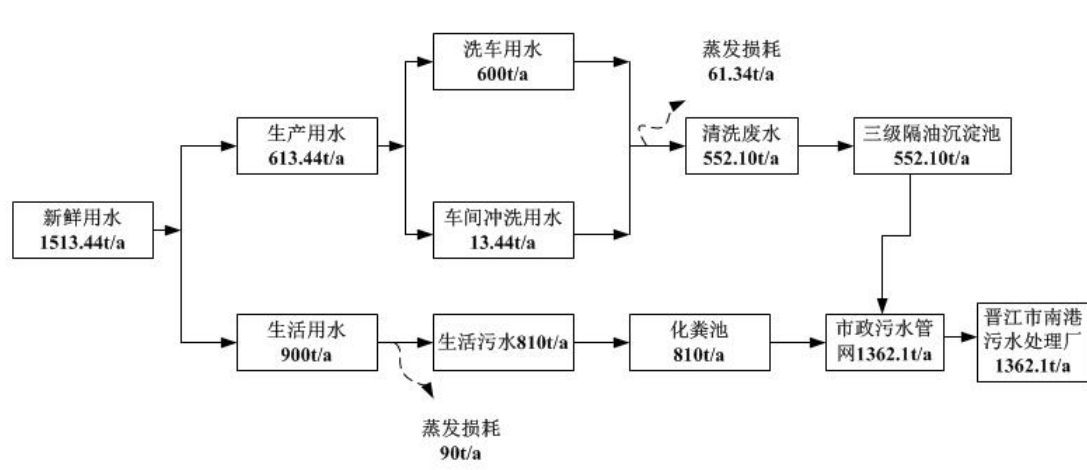 洗车用水
600t/a
蒸发损耗
61.34t/a
生产用水
613.44t/a
清洗废水
552.10t/a
三级隔油沉淀池
552.10t/a
新鲜用水
1513.44t/a
车间冲洗用水
13.44t/a
生活用水
900t/a
生活污水810t/a
化粪池
810t/a
市政污水管
网1362.1t/a
晋江市南港
污水处理厂
1362.1t/a
蒸发损耗
90t/a